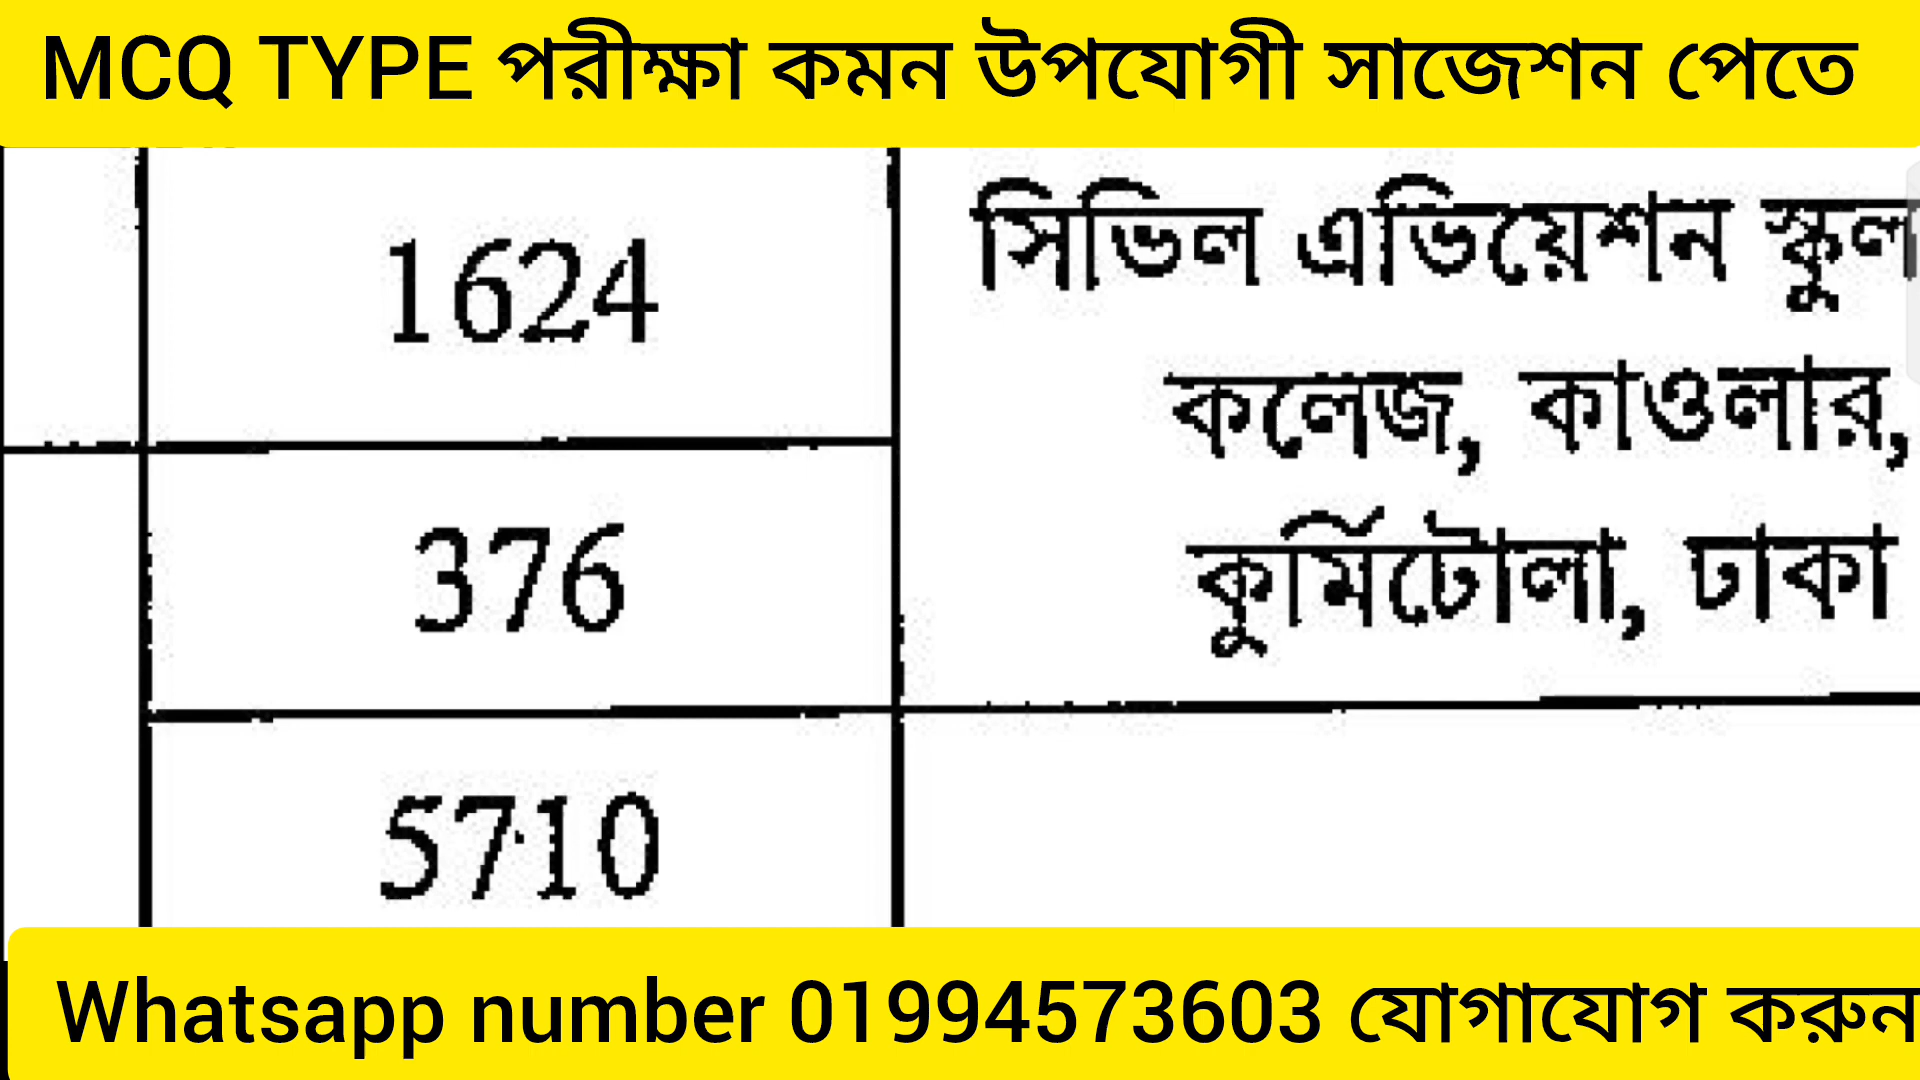 MCQ TYPE পরীক্ষা কমন উপযোগী সাজেশন পেতে
1624
সিভিল এভিয়েশন স্কুল
কলেজ, কাওলার,
376
কুর্মিটোলা, ঢাকা
5710
Whatsapp number 01994573603 যোগাযোগ করুন